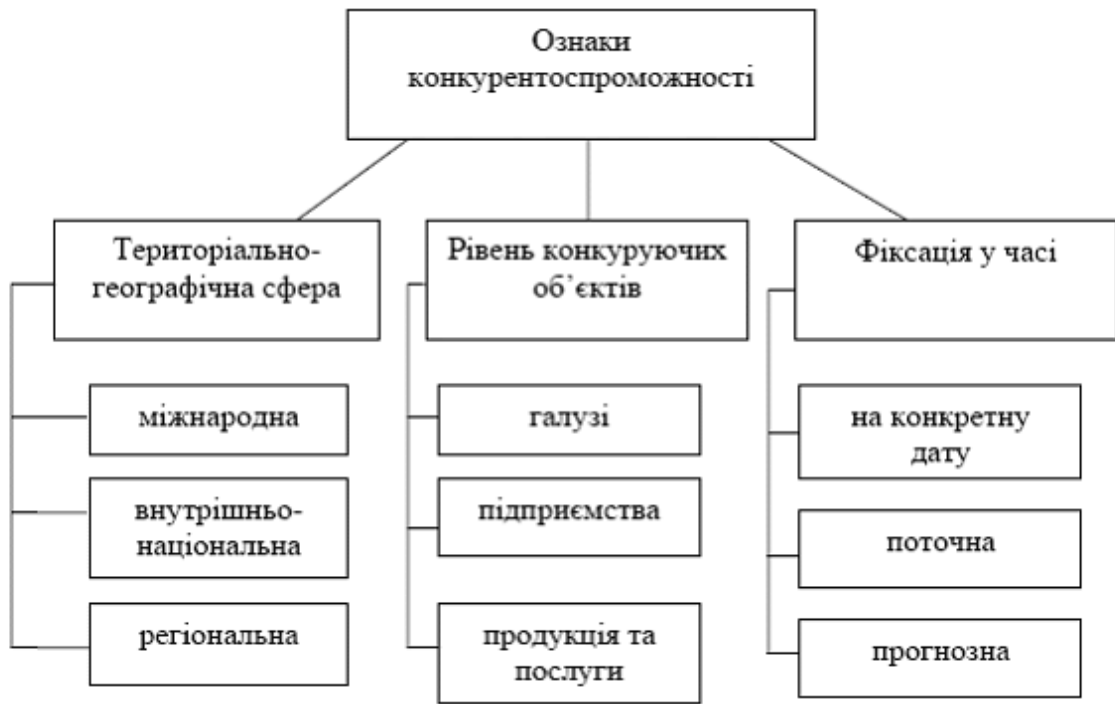 Ознаки
конкурентоспроможності
Територіально-
географічна сфера
міжнародна
внутрішньо-
національна
регіональна
Рівень конкуруючих
об’єктів
галузі
підприємства
продукція та
послуги
Фіксація у часі
на конкретну
дату
поточна
прогнозна